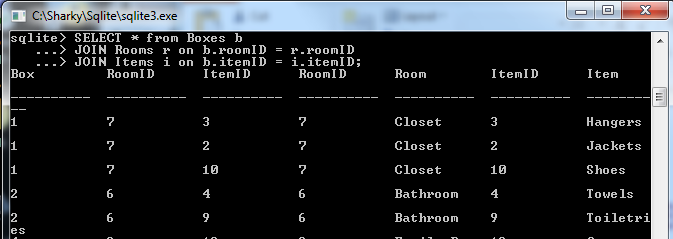 C:\Sharky\Sqlite\sqlite3.exe
sqlite> SELECT * from Boxes b
...> JOIN Rooms r on b.roomID = r.roomID
...> JOIN Items i on b.itemID = i.itemID;
Box RoomID ItemID RoomID Room ItemID Item
---------- ---------- ---------- ---------- ---------- ---------- --------
--
1 7 3 7 Closet 3 Hangers
1 7 2 7 Closet 2 Jackets
1 7 10 7 Closet 10 Shoes
2 6 4 6 Bathroom 4 Towels
2 6 9 6 Bathroom 9 Toiletri
es